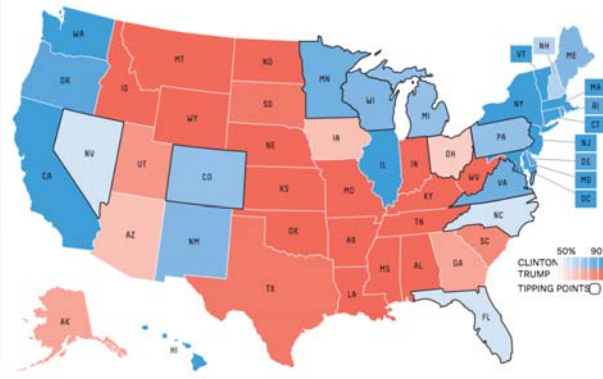 WA
MT
ND
MN
VT
NH
ME
OR
ID
SD
WI
MI
NY
MA
RI
CT
WY
IA
PA
NJ
NV
NE
OH
DE
UT
IL
IN
MD
CA
CO
WV
VA
DC
KS
MO
KY
NC
TN
AZ
NM
OK
AR
SC
MS
AL
GA
TX
LA
FL
AK
HI
50% 90
CLINTON
TRUMP
TIPPING POINTS